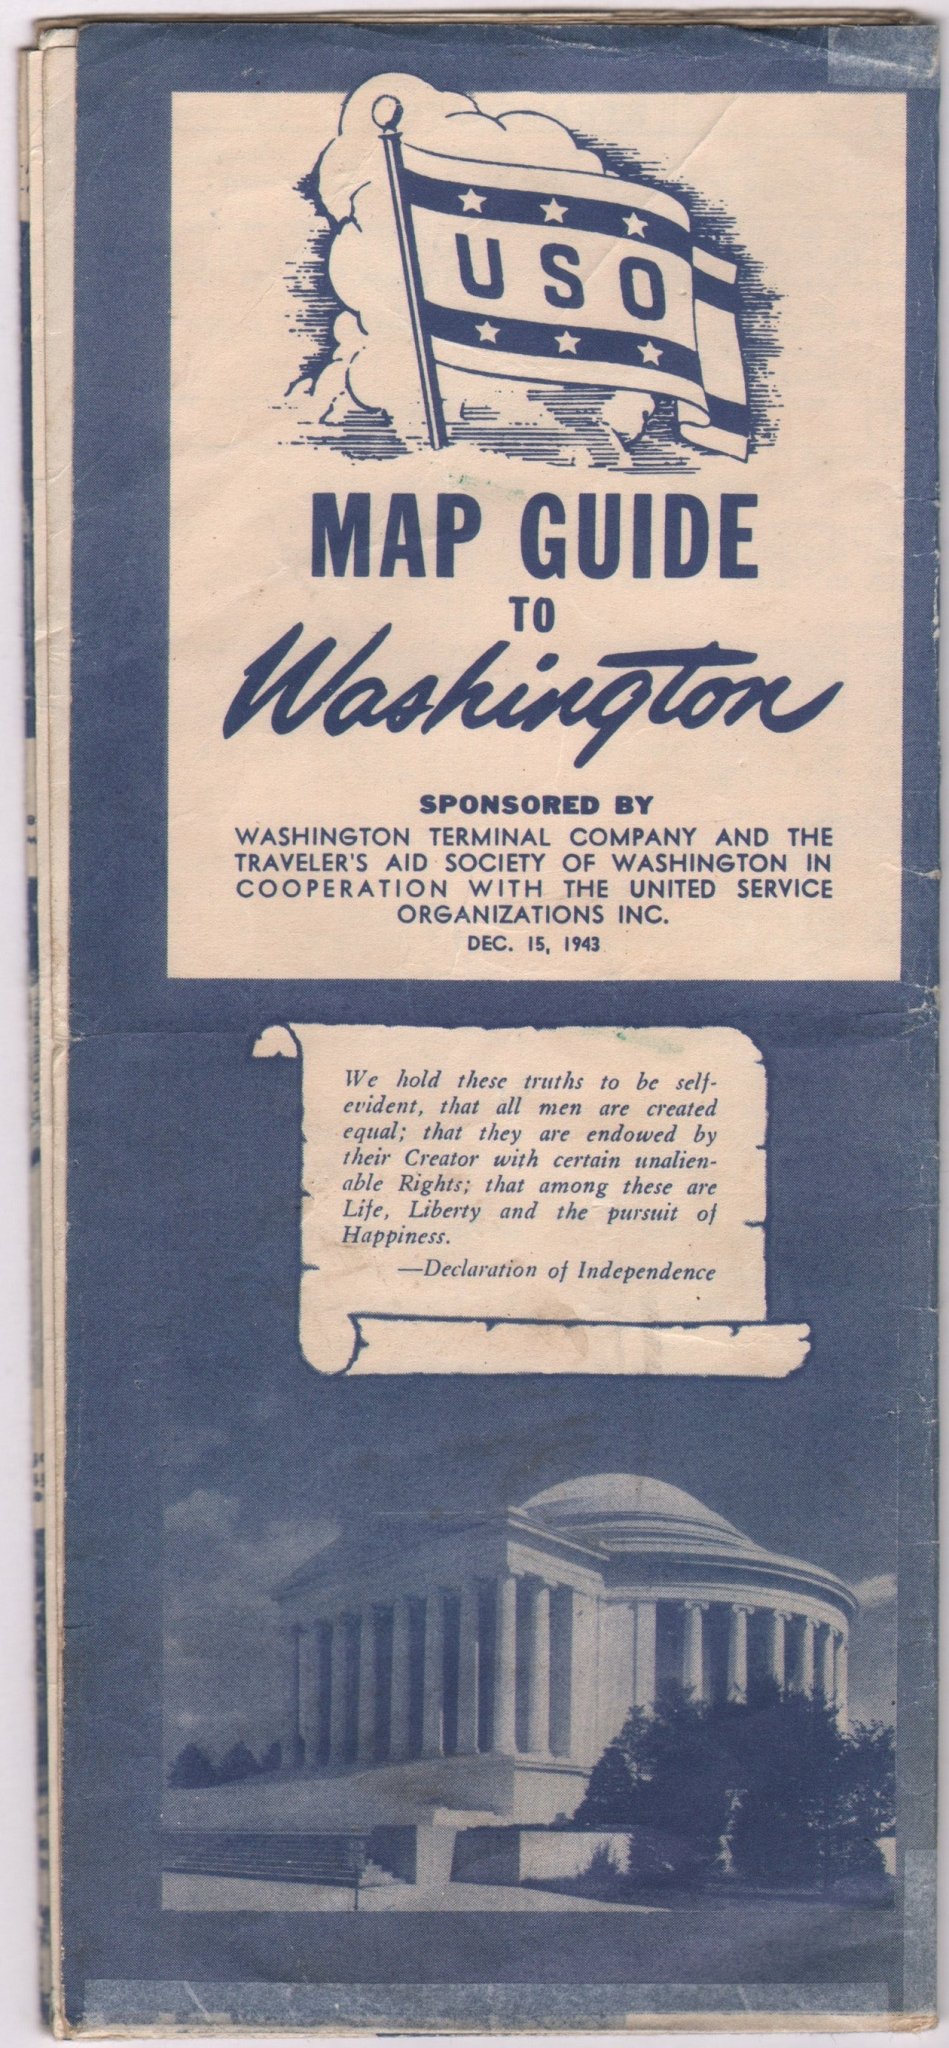 USO
MAP GUIDE
TO
Washington
SPONSORED BY
WASHINGTON TERMINAL COMPANY AND THE
TRAVELER'S AID SOCIETY OF WASHINGTON IN
COOPERATION WITH THE UNITED SERVICE
ORGANIZATIONS INC.
DEC. 15, 1943
We hold these truths to be self-
evident, that all men are created
equal; that they are endowed by
their Creator with certain unalien-
able Rights; that among these are
Life, Liberty and the pursuit of
Happiness.
—Declaration of Independence